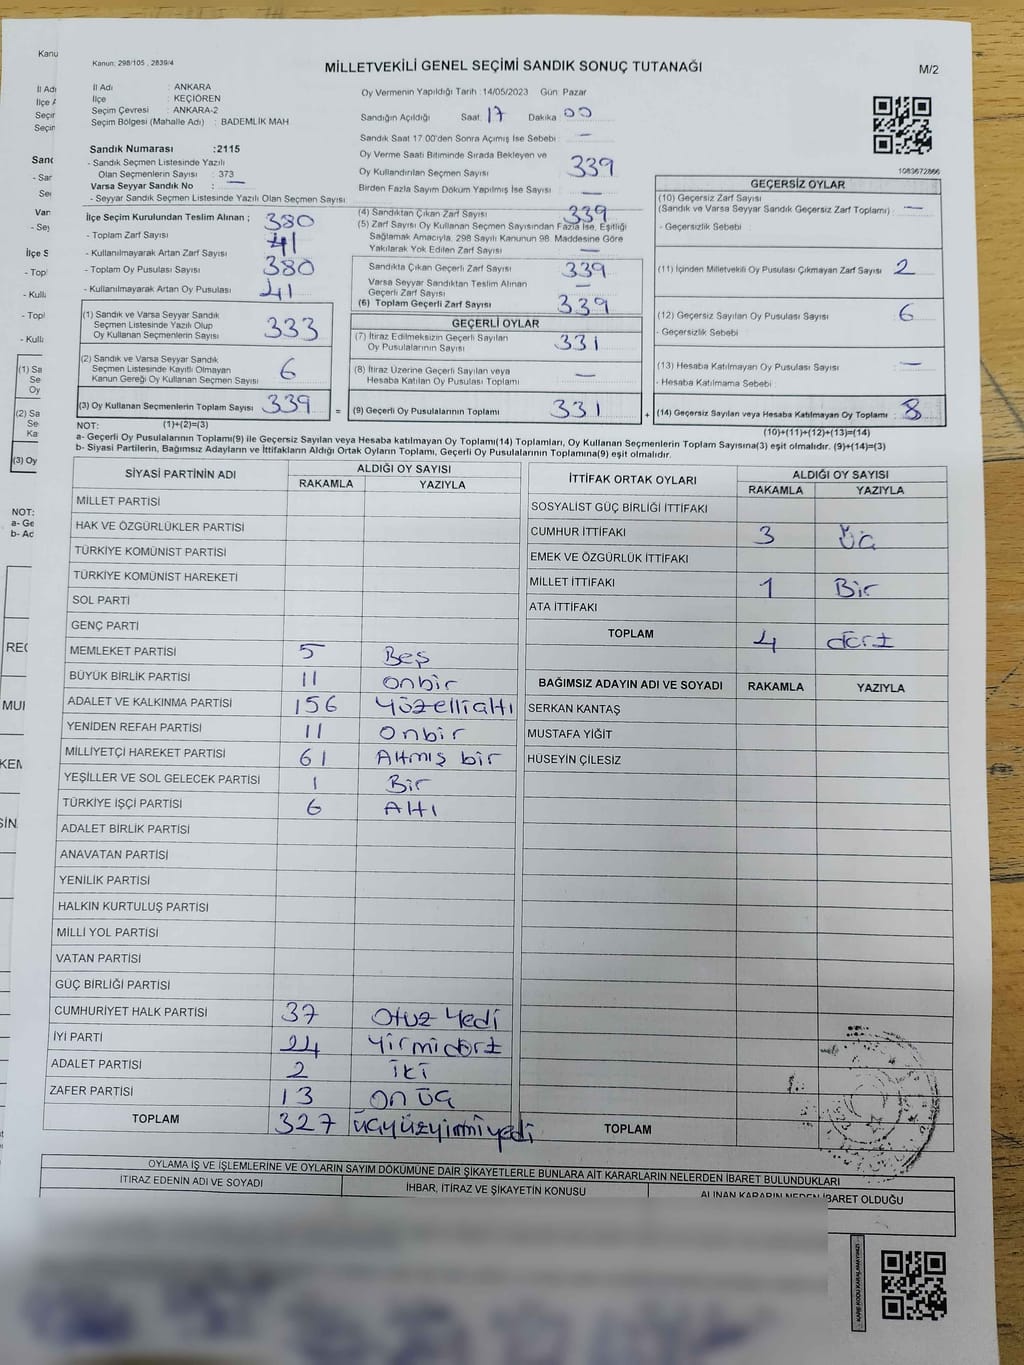 Kanun: 298/105 , 2839/4
MİLLETVEKİLİ GENEL SEÇİMİ SANDIK SONUÇ TUTANAĞI
M/2
İl Adı : ANKARA
İlçe : KEÇİÖREN
Seçim Çevresi : ANKARA-2
Seçim Bölgesi (Mahalle Adı) : BADEMLİK MAH
Oy Vermenin Yapıldığı Tarih :14/05/2023 Gün: Pazar
Sandığın Açıldığı Saat: 17 Dakika 00
Sandık Saat 17:00'den Sonra Açımış İse Sebebi : —
Oy Verme Saati Bitiminde Sırada Bekleyen ve
Oy Kullandırılan Seçmen Sayısı 339
Birden Fazla Sayım Döküm Yapılmış İse Sayısı —
1083672866
Sandık Numarası :2115
- Sandık Seçmen Listesinde Yazılı
Olan Seçmenlerin Sayısı : 373
Varsa Seyyar Sandık No : —
- Seyyar Sandık Seçmen Listesinde Yazılı Olan Seçmen Sayısı
İlçe Seçim Kurulundan Teslim Alınan ;
- Toplam Zarf Sayısı 380
- Kullanılmayarak Artan Zarf Sayısı 41
- Toplam Oy Pusulası Sayısı 380
- Kullanılmayarak Artan Oy Pusulası 41
(1) Sandık ve Varsa Seyyar Sandık
Seçmen Listesinde Yazılı Olup
Oy Kullanan Seçmenlerin Sayısı 333
(2) Sandık ve Varsa Seyyar Sandık
Seçmen Listesinde Kayıtlı Olmayan
Kanun Gereği Oy Kullanan Seçmen Sayısı 6
(3) Oy Kullanan Seçmenlerin Toplam Sayısı 339
(1)+(2)=(3)
(4) Sandıktan Çıkan Zarf Sayısı 339
(5) Zarf Sayısı Oy Kullanan Seçmen Sayısından Fazla İse, Eşitliği
Sağlamak Amacıyla, 298 Sayılı Kanunun 98. Maddesine Göre
Yakılarak Yok Edilen Zarf Sayısı —
Sandıkta Çıkan Geçerli Zarf Sayısı 339
Varsa Seyyar Sandıktan Teslim Alınan
Geçerli Zarf Sayısı —
(6) Toplam Geçerli Zarf Sayısı 339
GEÇERLİ OYLAR
(7) İtiraz Edilmeksizin Geçerli Sayılan
Oy Pusulalarının Sayısı 331
(8) İtiraz Üzerine Geçerli Sayılan veya
Hesaba Katılan Oy Pusulası Toplamı —
= (9) Geçerli Oy Pusulalarının Toplamı 331 +
GEÇERSİZ OYLAR
(10) Geçersiz Zarf Sayısı
(Sandık ve Varsa Seyyar Sandık Geçersiz Zarf Toplamı) : —
- Geçersizlik Sebebi :
(11) İçinden Milletvekili Oy Pusulası Çıkmayan Zarf Sayısı 2
(12) Geçersiz Sayılan Oy Pusulası Sayısı : 6
- Geçersizlik Sebebi
(13) Hesaba Katılmayan Oy Pusulası Sayısı : —
- Hesaba Katılmama Sebebi :
(14) Geçersiz Sayılan veya Hesaba Katılmayan Oy Toplamı : 8
(10)+(11)+(12)+(13)=(14)
NOT:
a- Geçerli Oy Pusulalarının Toplamı(9) ile Geçersiz Sayılan veya Hesaba katılmayan Oy Toplamı(14) Toplamları, Oy Kullanan Seçmenlerin Toplam Sayısına(3) eşit olmalıdır. (9)+(14)=(3)
b- Siyasi Partilerin, Bağımsız Adayların ve İttifakların Aldığı Ortak Oyların Toplamı, Geçerli Oy Pusulalarının Toplamına(9) eşit olmalıdır.
SİYASİ PARTİNİN ADI ALDIĞI OY SAYISI
RAKAMLA YAZIYLA
MİLLET PARTİSİ
HAK VE ÖZGÜRLÜKLER PARTİSİ
TÜRKİYE KOMÜNİST PARTİSİ
TÜRKİYE KOMÜNİST HAREKETİ
SOL PARTİ
GENÇ PARTİ
MEMLEKET PARTİSİ 5 Beş
BÜYÜK BİRLİK PARTİSİ 11 onbir
ADALET VE KALKINMA PARTİSİ 156 Yüzellialtı
YENİDEN REFAH PARTİSİ 11 Onbir
MİLLİYETÇİ HAREKET PARTİSİ 61 Altmış bir
YEŞİLLER VE SOL GELECEK PARTİSİ 1 Bir
TÜRKİYE İŞÇİ PARTİSİ 6 Altı
ADALET BİRLİK PARTİSİ
ANAVATAN PARTİSİ
YENİLİK PARTİSİ
HALKIN KURTULUŞ PARTİSİ
MİLLİ YOL PARTİSİ
VATAN PARTİSİ
GÜÇ BİRLİĞİ PARTİSİ
CUMHURİYET HALK PARTİSİ 37 Otuz Yedi
İYİ PARTİ 24 Yirmidört
ADALET PARTİSİ 2 iki
ZAFER PARTİSİ 13 on üç
TOPLAM 327 üçyüzyirmiyedi
İTTİFAK ORTAK OYLARI ALDIĞI OY SAYISI
RAKAMLA YAZIYLA
SOSYALİST GÜÇ BİRLİĞİ İTTİFAKI
CUMHUR İTTİFAKI 3 üç
EMEK VE ÖZGÜRLÜK İTTİFAKI
MİLLET İTTİFAKI 1 Bir
ATA İTTİFAKI
TOPLAM 4 dört
BAĞIMSIZ ADAYIN ADI VE SOYADI RAKAMLA YAZIYLA
SERKAN KANTAŞ
MUSTAFA YİĞİT
HÜSEYİN ÇİLESİZ
TOPLAM
OYLAMA İŞ VE İŞLEMLERİNE VE OYLARIN SAYIM DÖKÜMÜNE DAİR ŞİKAYETLERLE BUNLARA AİT KARARLARIN NELERDEN İBARET BULUNDUKLARI
İTİRAZ EDENİN ADI VE SOYADI İHBAR, İTİRAZ VE ŞİKAYETİN KONUSU ALINAN KARARIN NEDEN İBARET OLDUĞU